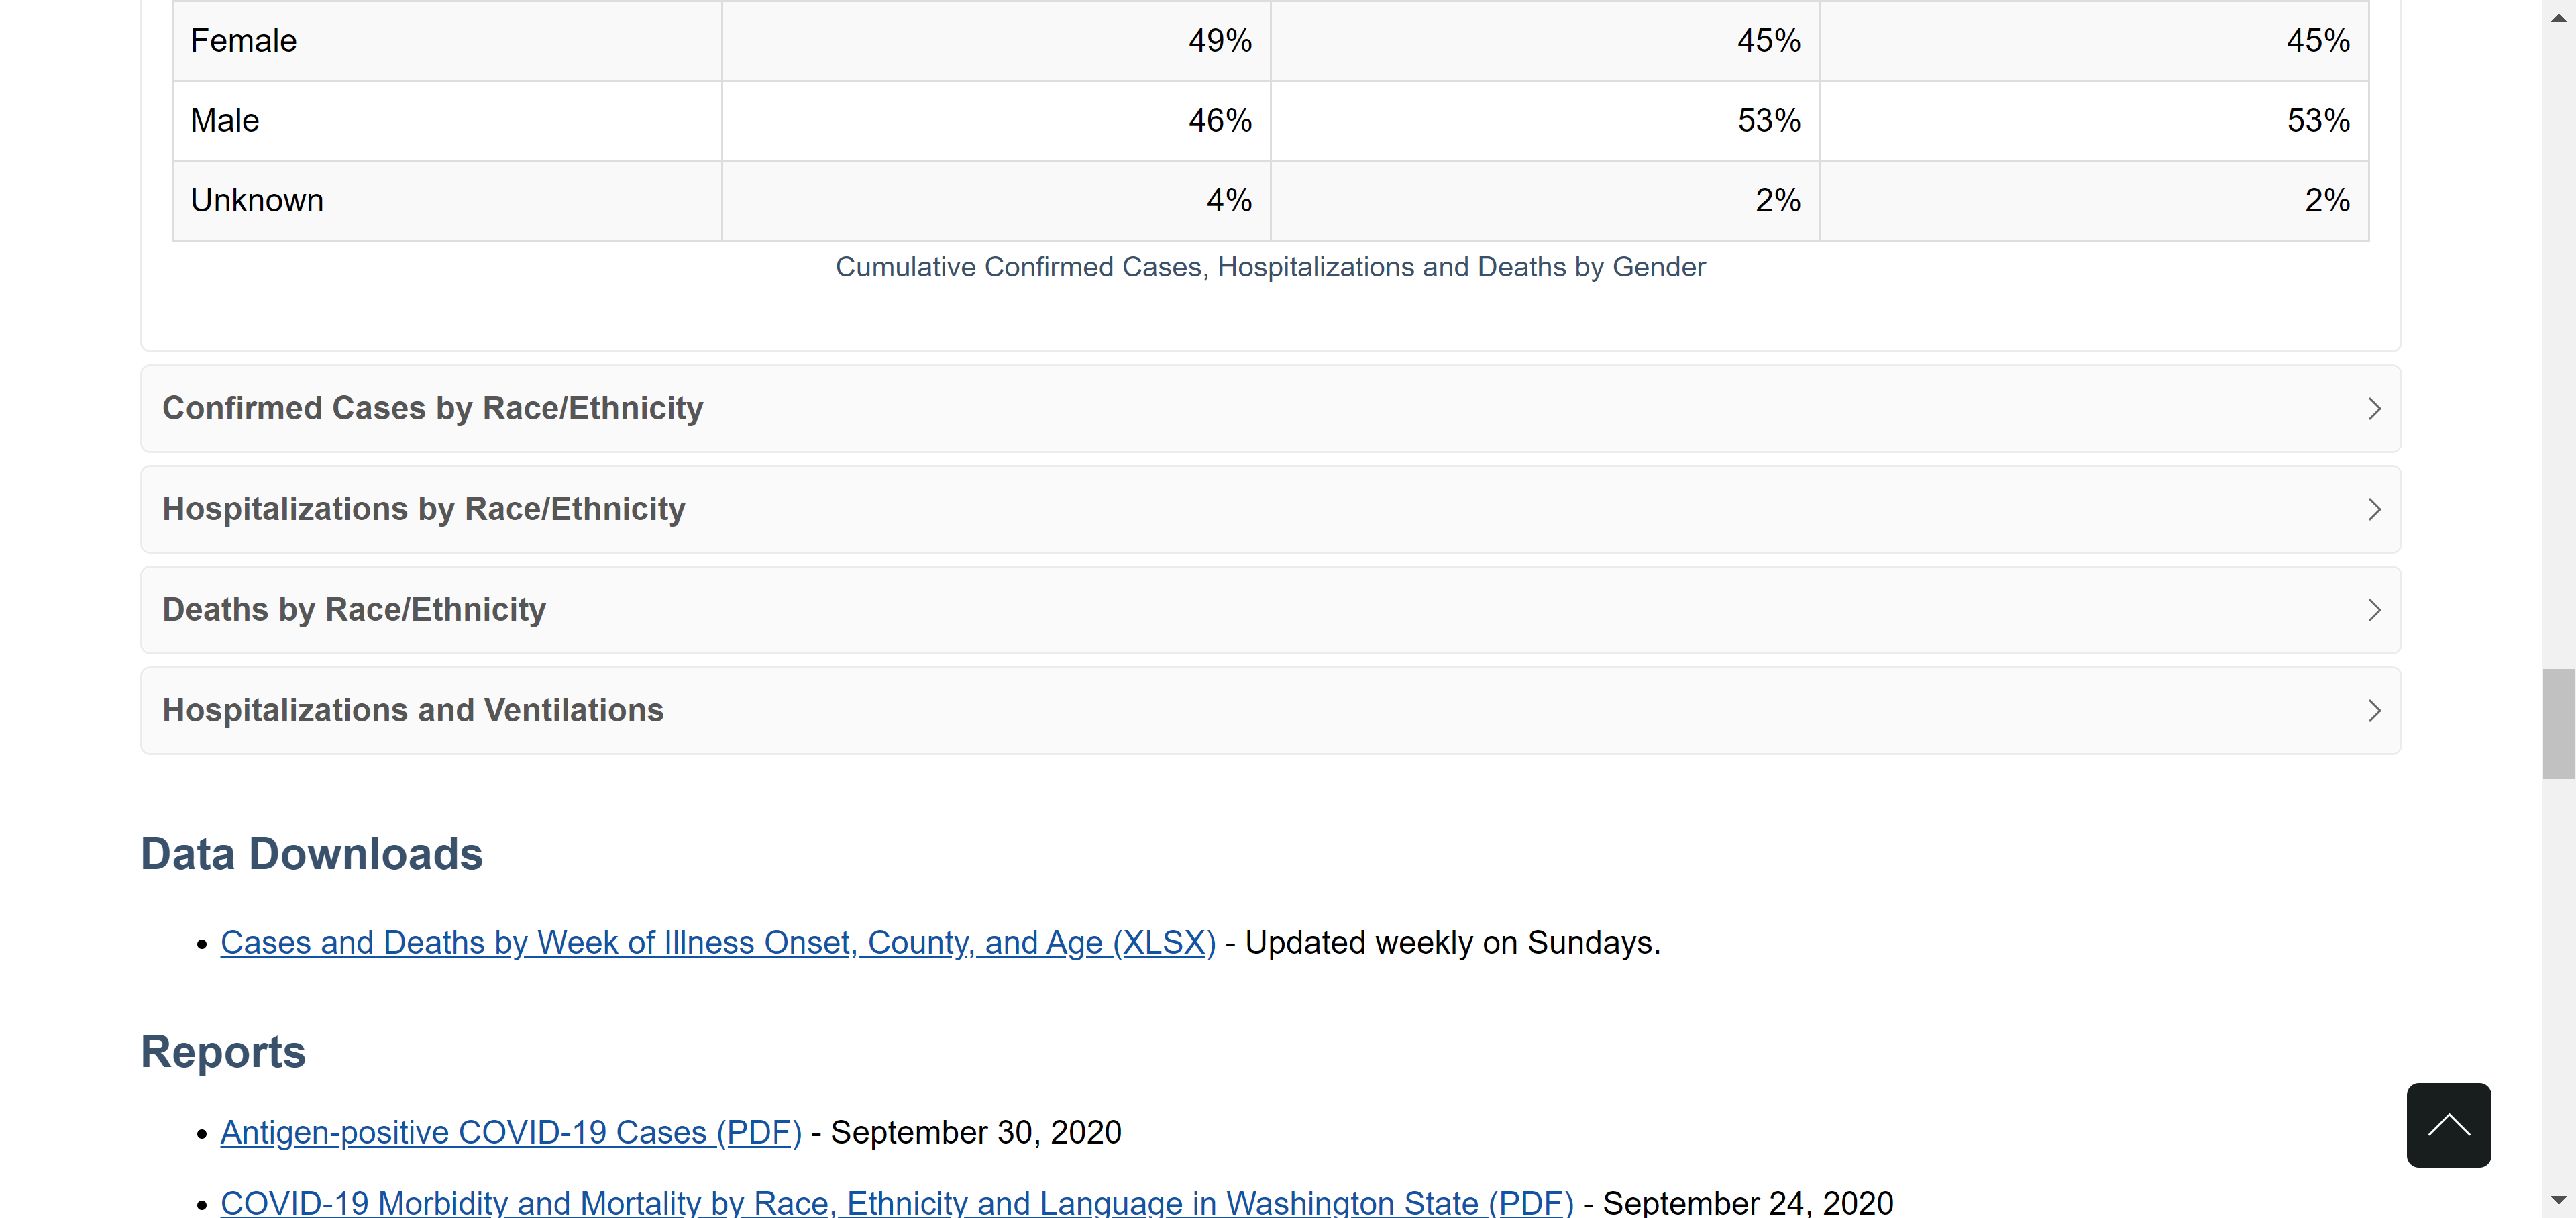 Female 49% 45% 45%
Male 46% 53% 53%
Unknown 4% 2% 2%
Cumulative Confirmed Cases, Hospitalizations and Deaths by Gender
Confirmed Cases by Race/Ethnicity
Hospitalizations by Race/Ethnicity
Deaths by Race/Ethnicity
Hospitalizations and Ventilations
Data Downloads
• Cases and Deaths by Week of Illness Onset, County, and Age (XLSX) - Updated weekly on Sundays.
Reports
• Antigen-positive COVID-19 Cases (PDF) - September 30, 2020
• COVID-19 Morbidity and Mortality by Race, Ethnicity and Language in Washington State (PDF) - September 24, 2020